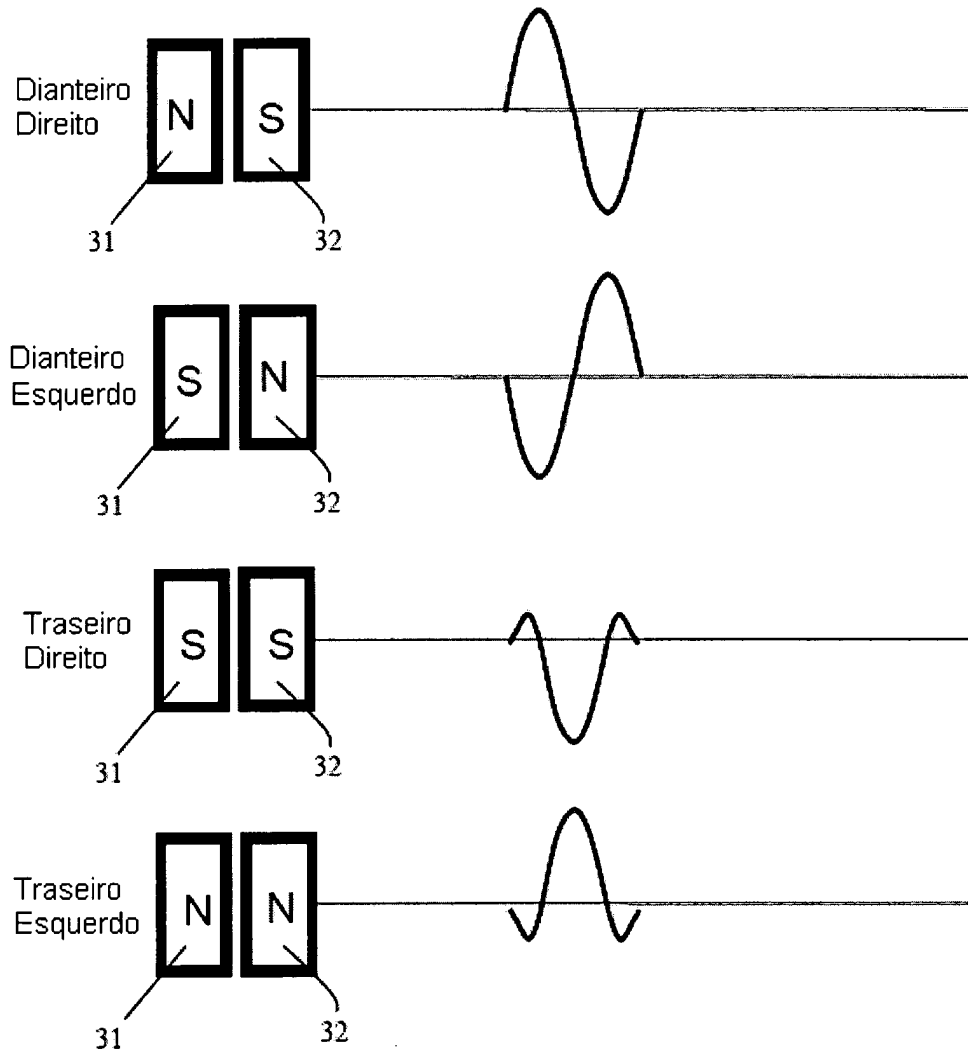 Dianteiro
Direito
N S
31 32
Dianteiro
Esquerdo
S N
31 32
Traseiro
Direito
S S
31 32
Traseiro
Esquerdo
N N
31 32